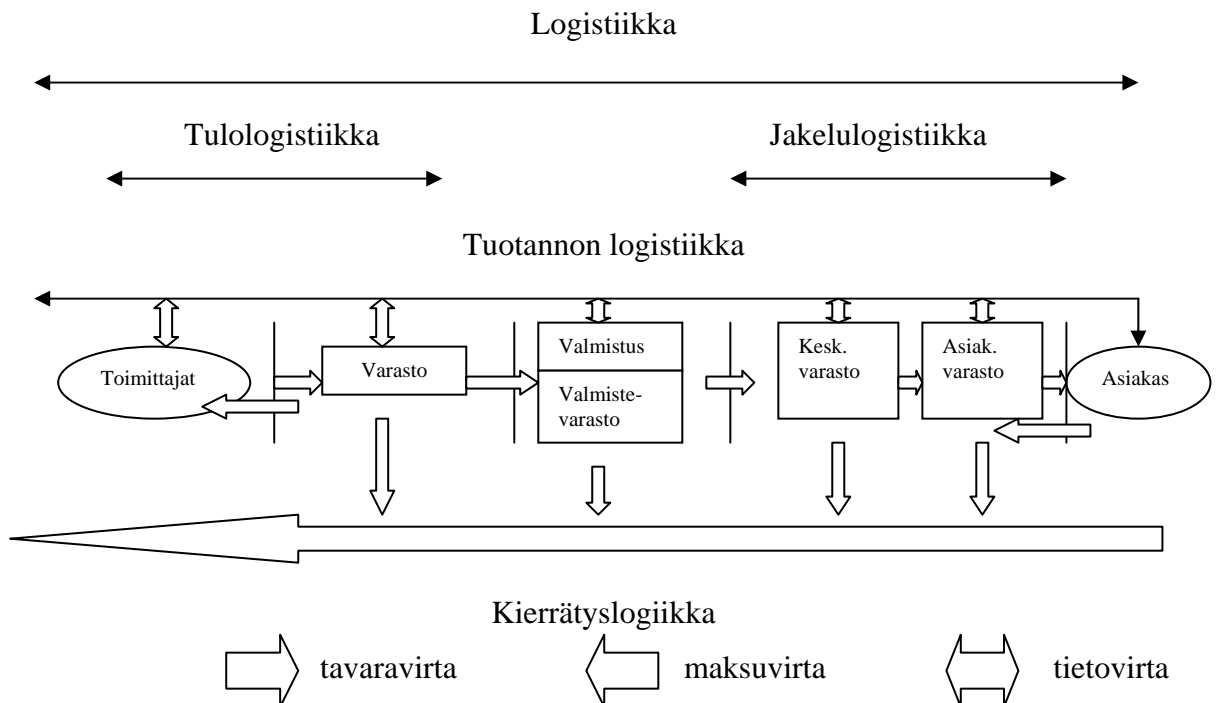 Logistiikka
Tulologistiikka
Jakelulogistiikka
Tuotannon logistiikka
Toimittajat
Varasto
Valmistus
Valmiste-
varasto
Kesk.
varasto
Asiak.
varasto
Asiakas
Kierrätyslogiikka
tavaravirta
maksuvirta
tietovirta